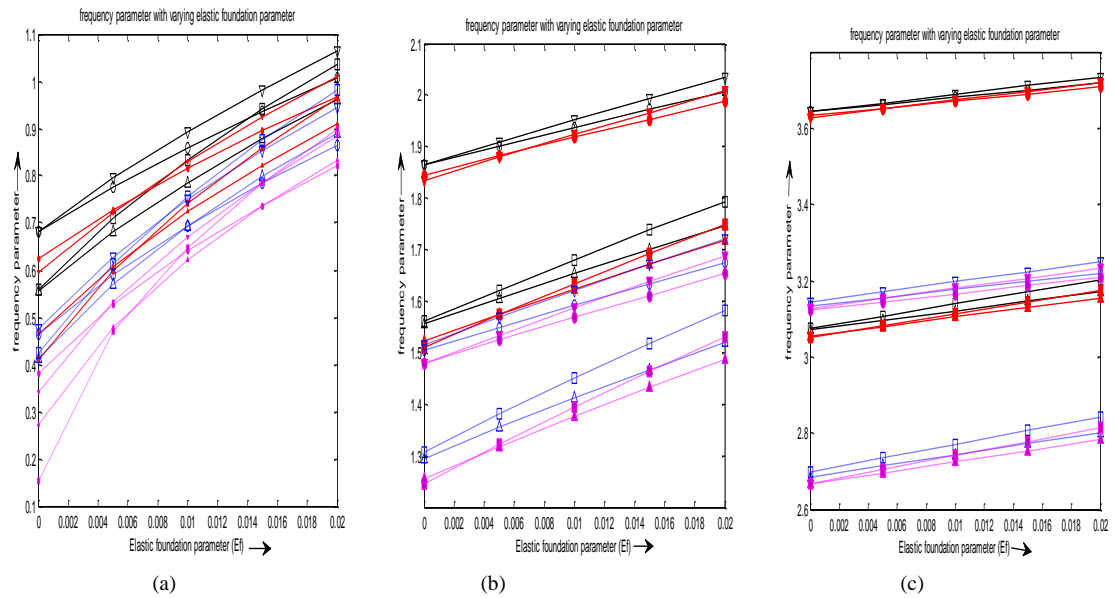 frequency parameter with varying elastic foundation parameter
1.1
1
0.9
0.8
0.7
0.6
0.5
0.4
0.3
0.2
0.1
frequency parameter
0 0.002 0.004 0.006 0.008 0.01 0.012 0.014 0.016 0.018 0.02
Elastic foundation parameter (Ef)
(a)
frequency parameter with varying elastic foundation parameter
2.1
2
1.9
1.8
1.7
1.6
1.5
1.4
1.3
frequency parameter
0 0.002 0.004 0.006 0.008 0.01 0.012 0.014 0.016 0.018 0.02
Elastic foundation parameter (Ef)
(b)
frequency parameter with varying elastic foundation parameter
3.6
3.4
3.2
3
2.8
2.6
frequency parameter
0 0.002 0.004 0.006 0.008 0.01 0.012 0.014 0.016 0.018 0.02
Elastic foundation parameter (Ef)
(c)